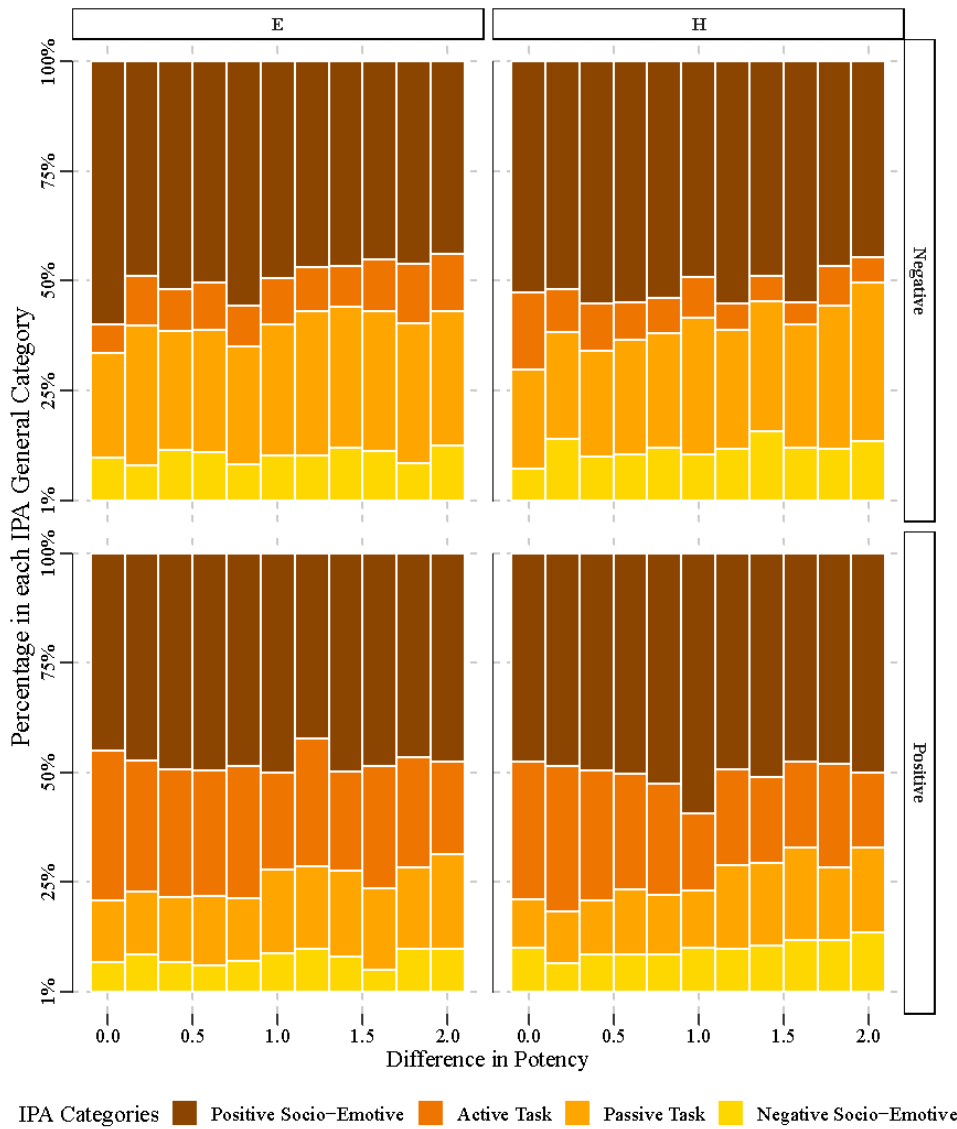 E
H
100%
75%
50%
25%
1%
Negative
100%
75%
50%
25%
1%
Positive
Percentage in each IPA General Category
0.0 0.5 1.0 1.5 2.0
0.0 0.5 1.0 1.5 2.0
Difference in Potency
IPA Categories Positive Socio-Emotive Active Task Passive Task Negative Socio-Emotive